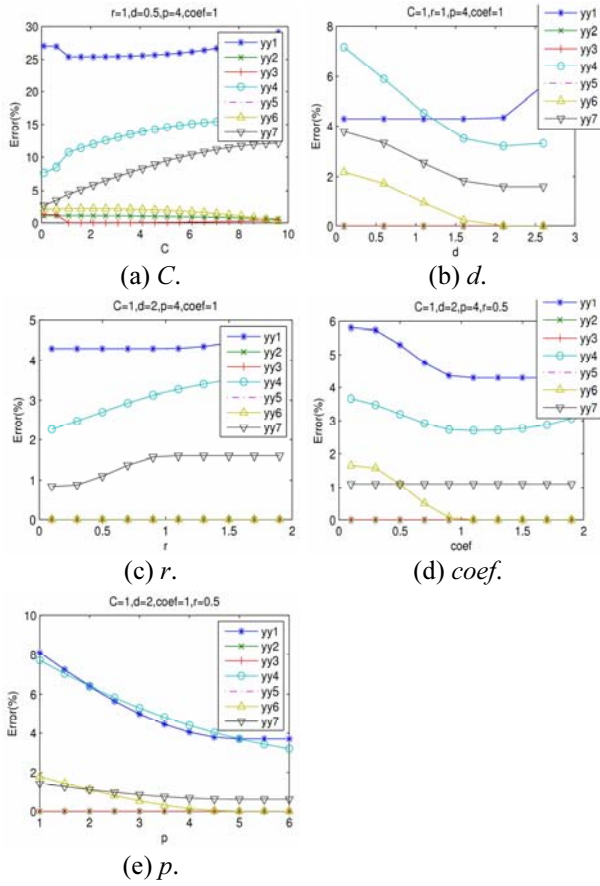 r=1,d=0.5,p=4,coef=1
Error(%)
30
25
20
15
10
5
0
0
2
4
6
8
10
C
yy1
yy2
yy3
yy4
yy5
yy6
yy7
(a) C.
C=1,r=1,p=4,coef=1
Error(%)
8
6
4
2
0
0
0.5
1
1.5
2
2.5
3
d
yy1
yy2
yy3
yy4
yy5
yy6
yy7
(b) d.
C=1,d=2,p=4,coef=1
Error(%)
5
4
3
2
1
0
0
0.5
1
1.5
2
r
yy1
yy2
yy3
yy4
yy5
yy6
yy7
(c) r.
C=1,d=2,p=4,r=0.5
Error(%)
6
5
4
3
2
1
0
0
0.5
1
1.5
2
coef
yy1
yy2
yy3
yy4
yy5
yy6
yy7
(d) coef.
C=1,d=2,coef=1,r=0.5
Error(%)
10
8
6
4
2
0
1
2
3
4
5
6
p
yy1
yy2
yy3
yy4
yy5
yy6
yy7
(e) p.